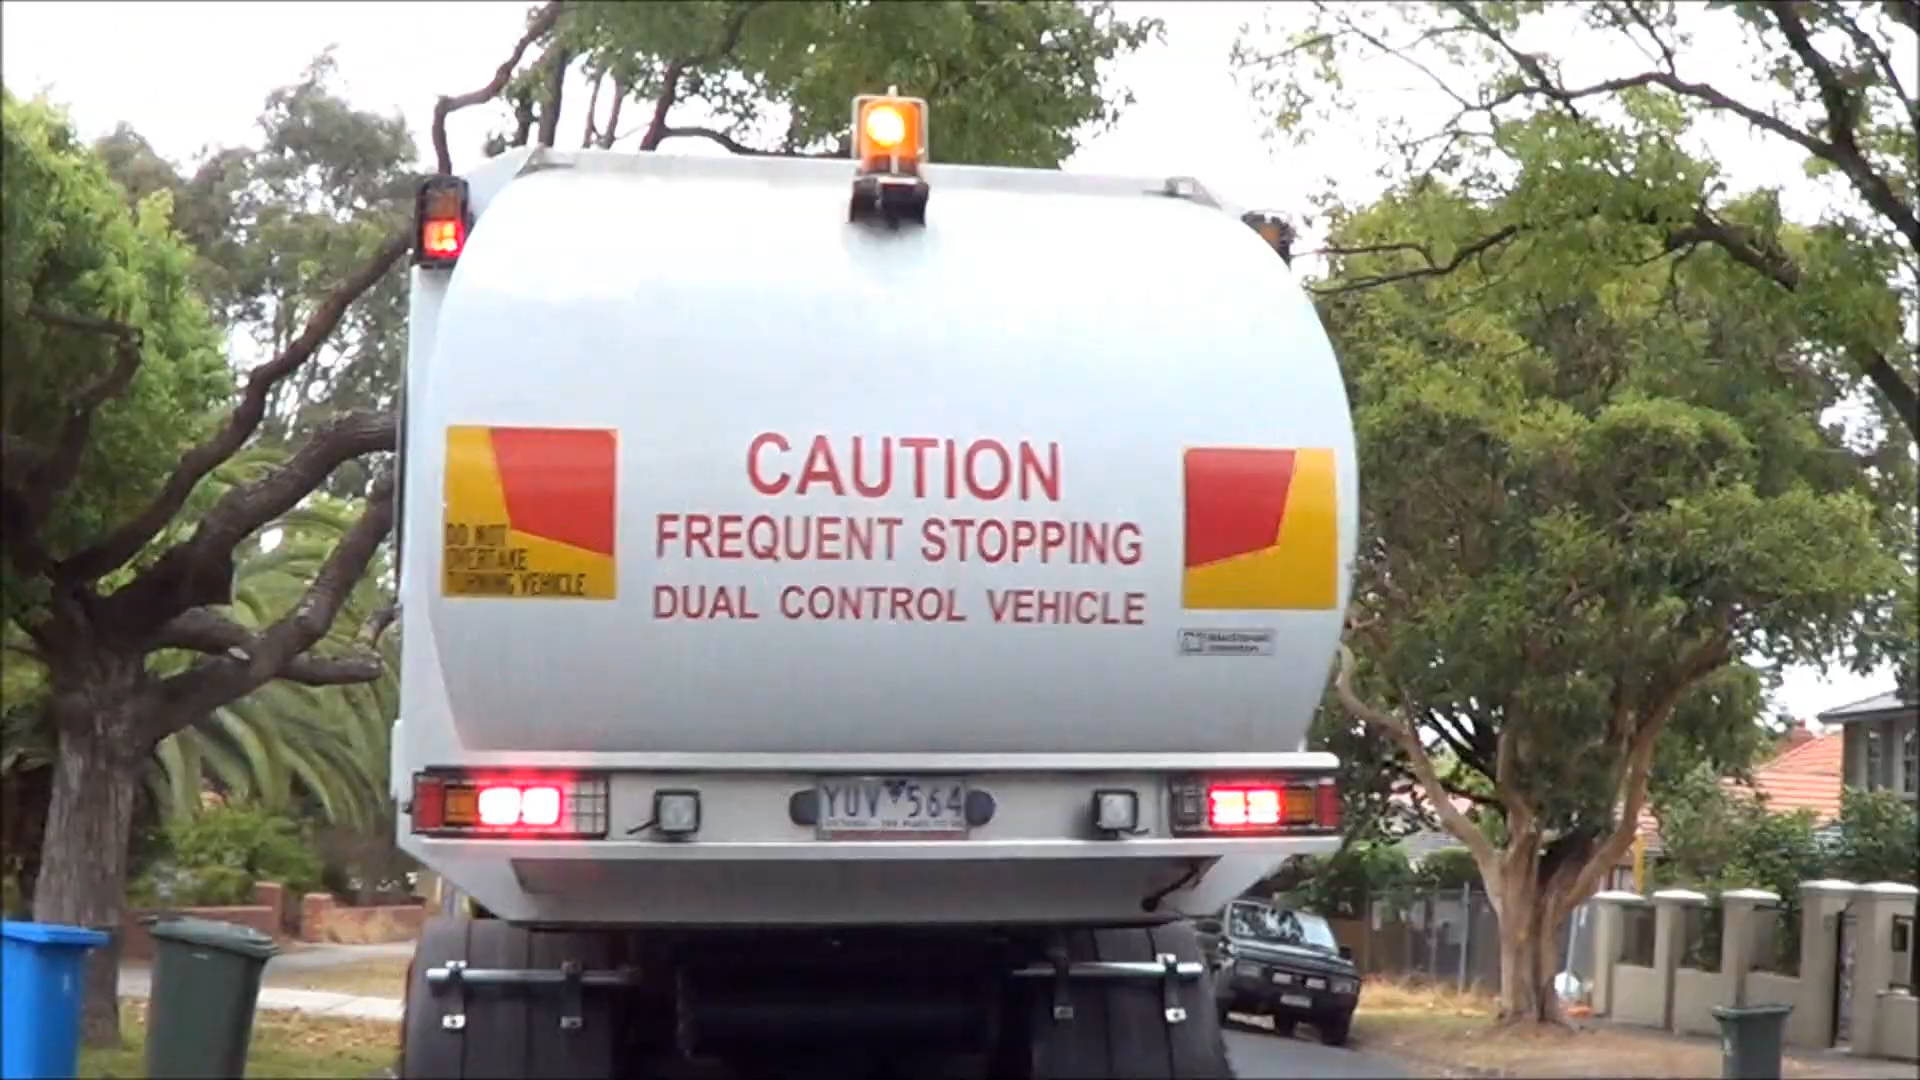 CAUTION
FREQUENT STOPPING
DUAL CONTROL VEHICLE
DO NOT
OVERTAKE
TURNING VEHICLE
YUV 564